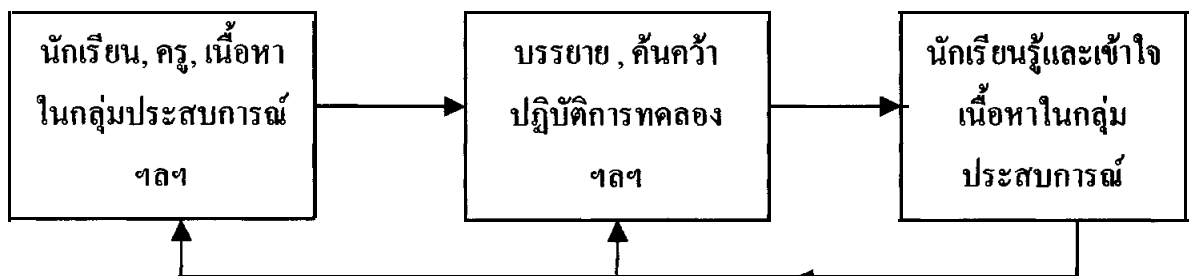 นักเรียน, ครู, เนื้อหา
ในกลุ่มประสบการณ์
ฯลฯ
บรรยาย , ค้นคว้า
ปฏิบัติการทดลอง
ฯลฯ
นักเรียนรู้และเข้าใจ
เนื้อหาในกลุ่ม
ประสบการณ์